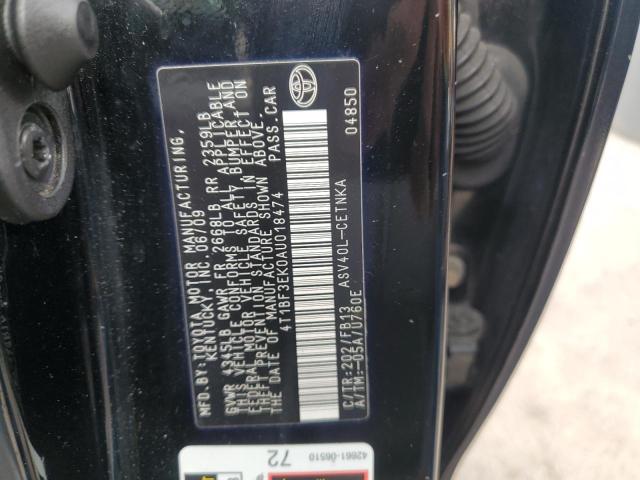 MFD.BY:TOYOTA MOTOR MANUFACTURING,
KENTUCKY, INC. 06/09
GVWR 4345LB GAWR FR 2668LB RR 2359LB
THIS VEHICLE CONFORMS TO ALL APPLICABLE
FEDERAL MOTOR VEHICLE SAFETY, BUMPER AND
THEFT PREVENTION STANDARDS IN EFFECT ON
THE DATE OF MANUFACTURE SHOWN ABOVE.
4T1BF3EK0AU018474 PASS.CAR
C/TR:202/FB13 ASV40L-CETNKA 04850
A/TM:-05A/U760E
72
42661-06510